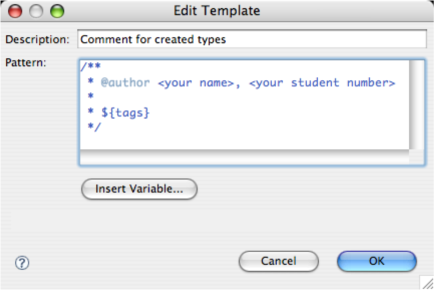 Edit Template
Description: Comment for created types
Pattern:
/**
 * @author <your name>, <your student number>
 *
 * ${tags}
 */
Insert Variable...
?
Cancel OK